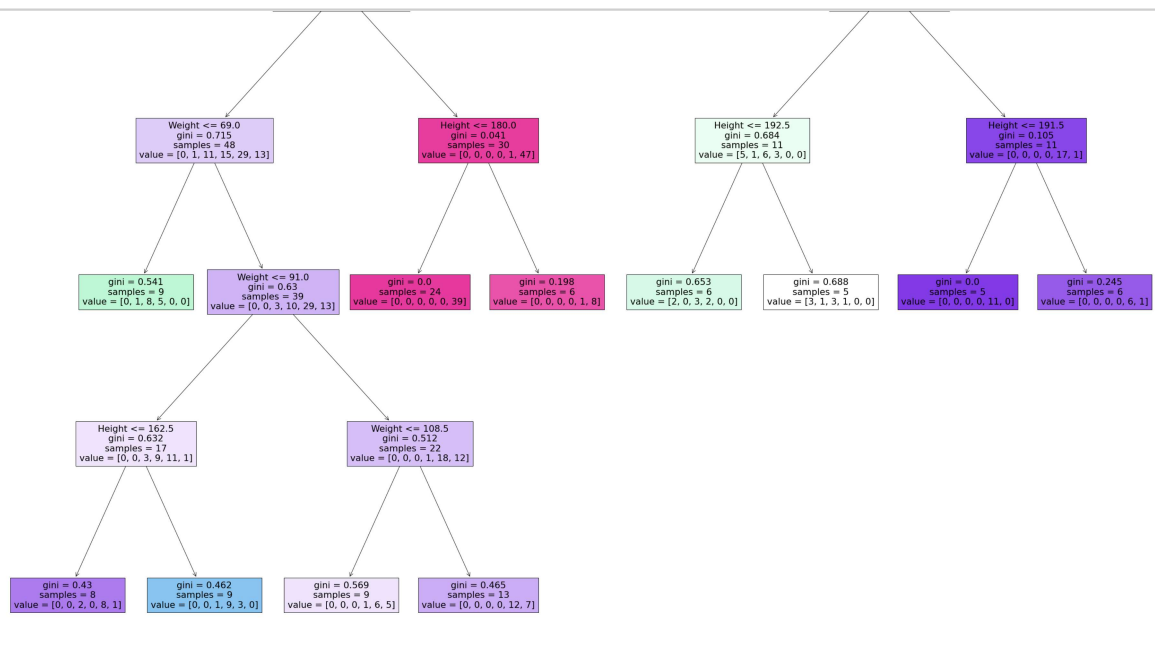 Weight <= 69.0
gini = 0.715
samples = 48
value = [0, 1, 11, 15, 29, 13]
Height <= 180.0
gini = 0.041
samples = 30
value = [0, 0, 0, 0, 1, 47]
Height <= 192.5
gini = 0.684
samples = 11
value = [5, 1, 6, 3, 0, 0]
Height <= 191.5
gini = 0.105
samples = 11
value = [0, 0, 0, 0, 17, 1]
gini = 0.541
samples = 9
value = [0, 1, 8, 5, 0, 0]
Weight <= 91.0
gini = 0.63
samples = 39
value = [0, 0, 3, 10, 29, 13]
gini = 0.0
samples = 24
value = [0, 0, 0, 0, 0, 39]
gini = 0.198
samples = 6
value = [0, 0, 0, 0, 1, 8]
gini = 0.653
samples = 6
value = [2, 0, 3, 2, 0, 0]
gini = 0.688
samples = 5
value = [3, 1, 3, 1, 0, 0]
gini = 0.0
samples = 5
value = [0, 0, 0, 0, 11, 0]
gini = 0.245
samples = 6
value = [0, 0, 0, 0, 6, 1]
Height <= 162.5
gini = 0.632
samples = 17
value = [0, 0, 3, 9, 11, 1]
Weight <= 108.5
gini = 0.512
samples = 22
value = [0, 0, 0, 1, 18, 12]
gini = 0.43
samples = 8
value = [0, 0, 2, 0, 8, 1]
gini = 0.462
samples = 9
value = [0, 0, 1, 9, 3, 0]
gini = 0.569
samples = 9
value = [0, 0, 0, 1, 6, 5]
gini = 0.465
samples = 13
value = [0, 0, 0, 0, 12, 7]